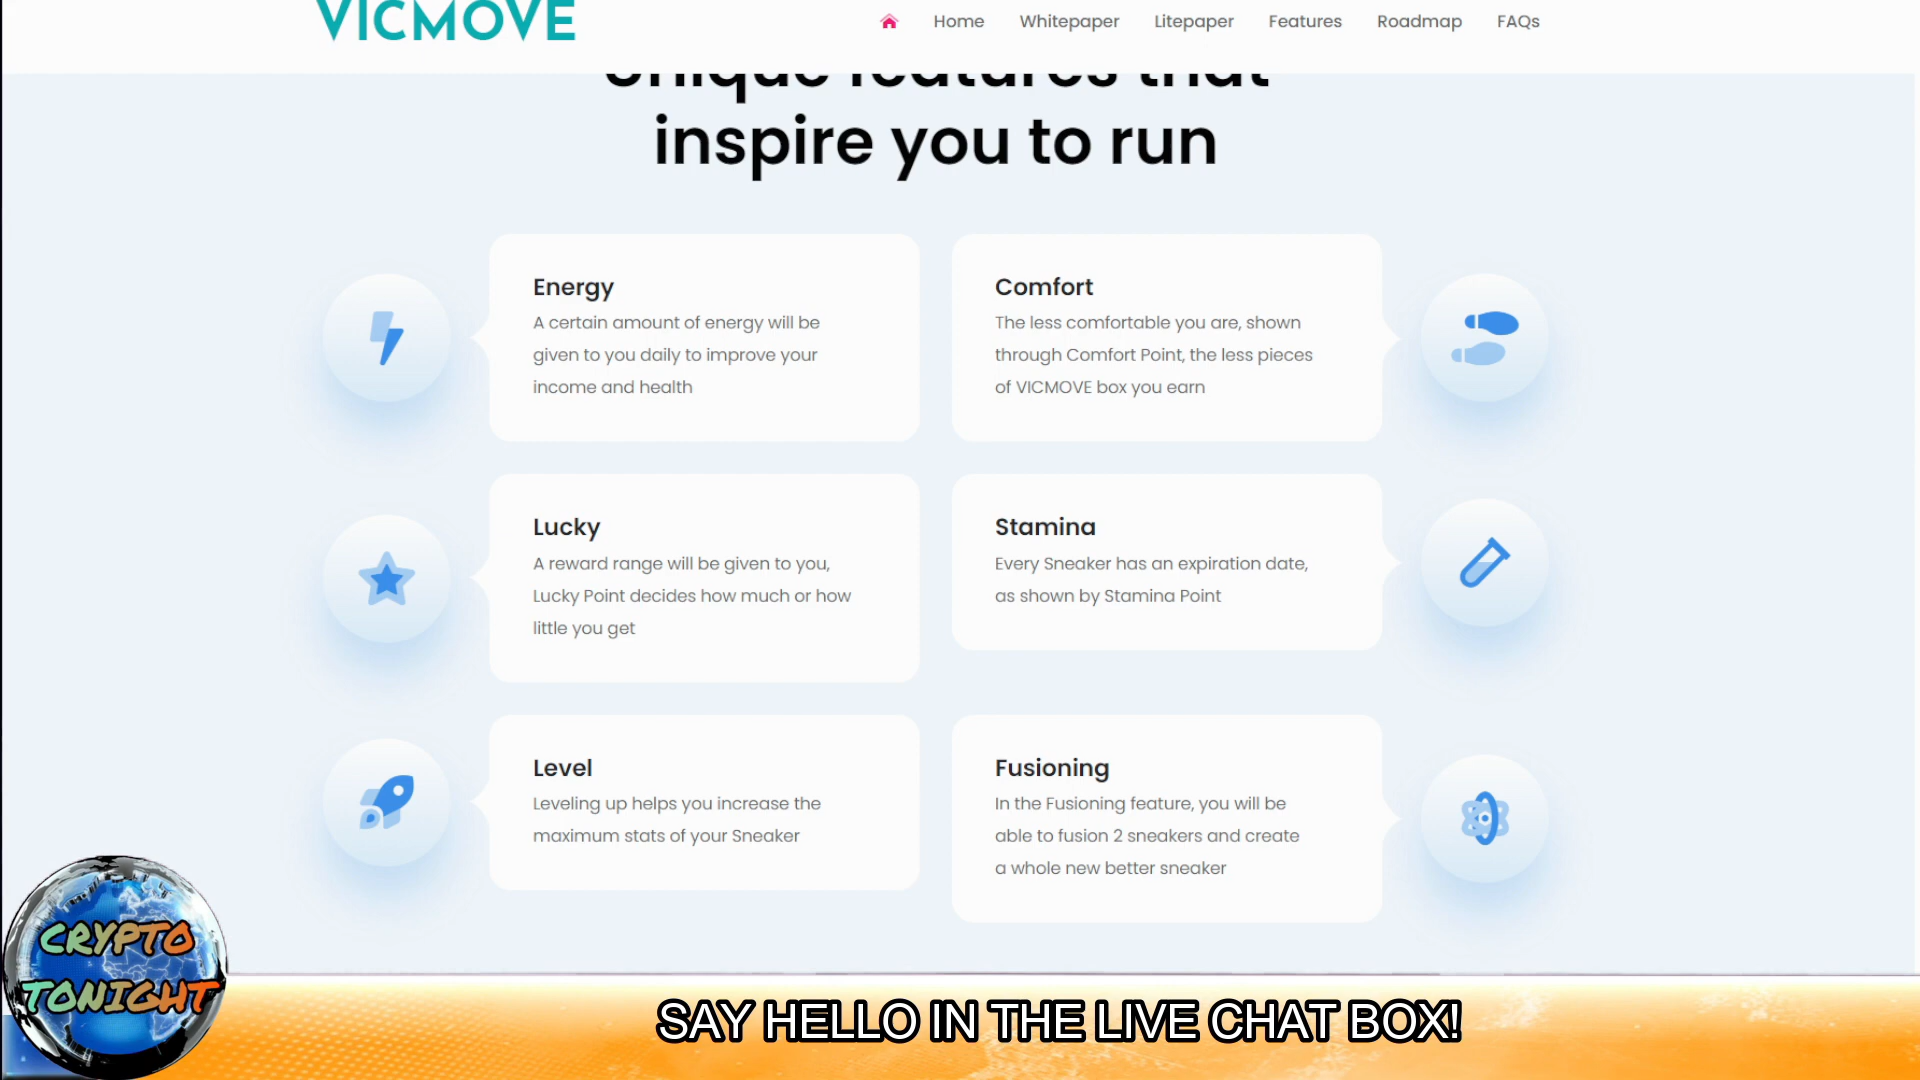 VICMOVE
Home Whitepaper Litepaper Features Roadmap FAQs
Unique features that
inspire you to run
Energy
A certain amount of energy will be
given to you daily to improve your
income and health
Comfort
The less comfortable you are, shown
through Comfort Point, the less pieces
of VICMOVE box you earn
Lucky
A reward range will be given to you,
Lucky Point decides how much or how
little you get
Stamina
Every Sneaker has an expiration date,
as shown by Stamina Point
Level
Leveling up helps you increase the
maximum stats of your Sneaker
Fusioning
In the Fusioning feature, you will be
able to fusion 2 sneakers and create
a whole new better sneaker
CRYPTO
TONIGHT
SAY HELLO IN THE LIVE CHAT BOX!